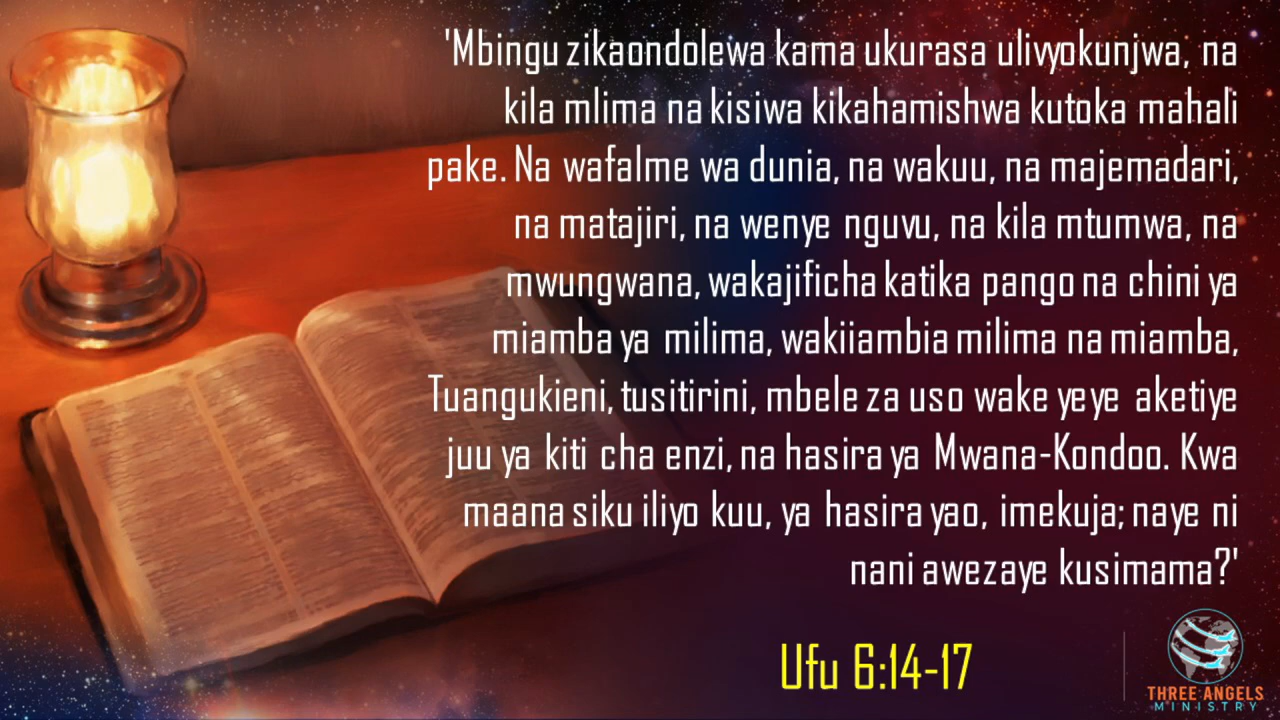 'Mbingu zikaondolewa kama ukurasa ulivyokunjwa, na
kila mlima na kisiwa kikahamishwa kutoka mahali
pake. Na wafalme wa dunia, na wakuu, na majemadari,
na matajiri, na wenye nguvu, na kila mtumwa, na
mwungwana, wakajificha katika pango na chini ya
miamba ya milima, wakiiambia milima na miamba,
Tuangukieni, tusitirini, mbele za uso wake yeye aketiye
juu ya kiti cha enzi, na hasira ya Mwana-Kondoo. Kwa
maana siku iliyo kuu, ya hasira yao, imekuja; naye ni
nani awezaye kusimama?'
Ufu 6:14-17
THREE ANGELS
MINISTRY